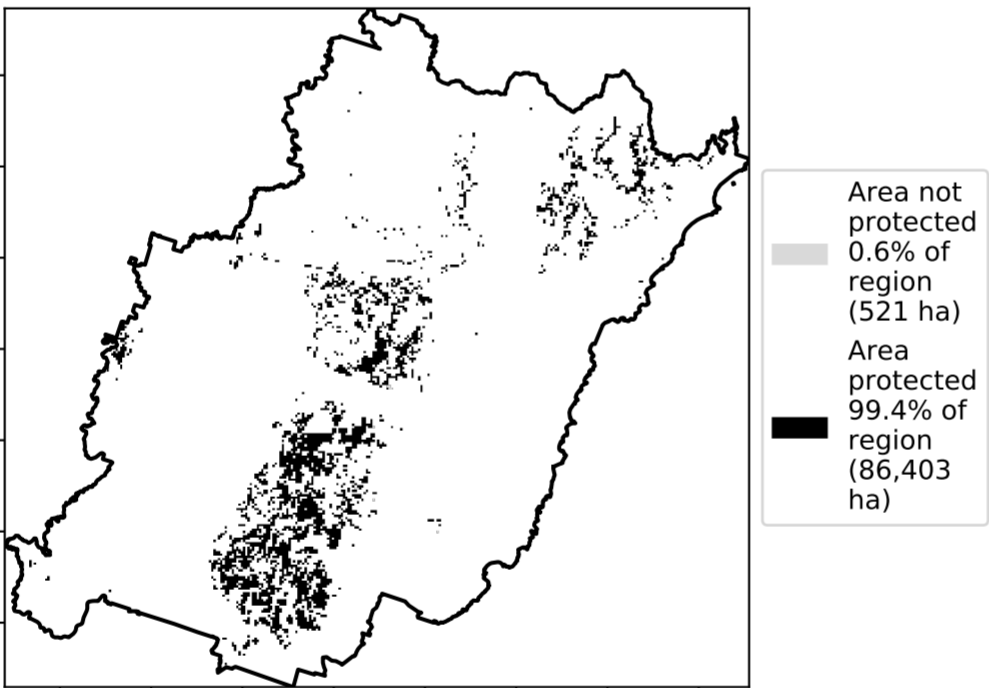 Area not
protected
0.6% of
region
(521 ha)
Area
protected
99.4% of
region
(86,403
ha)